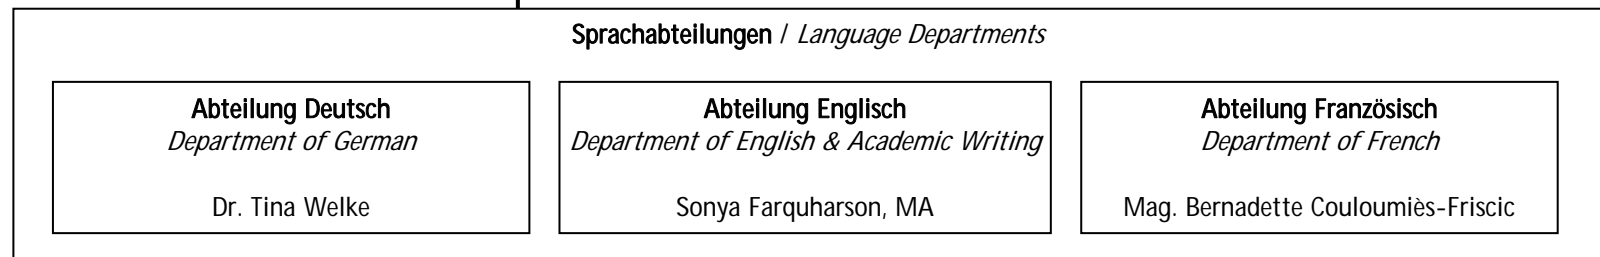 Sprachabteilungen / Language Departments
Abteilung Deutsch
Department of German
Dr. Tina Welke
Abteilung Englisch
Department of English & Academic Writing
Sonya Farquharson, MA
Abteilung Französisch
Department of French
Mag. Bernadette Couloumiès-Friscic